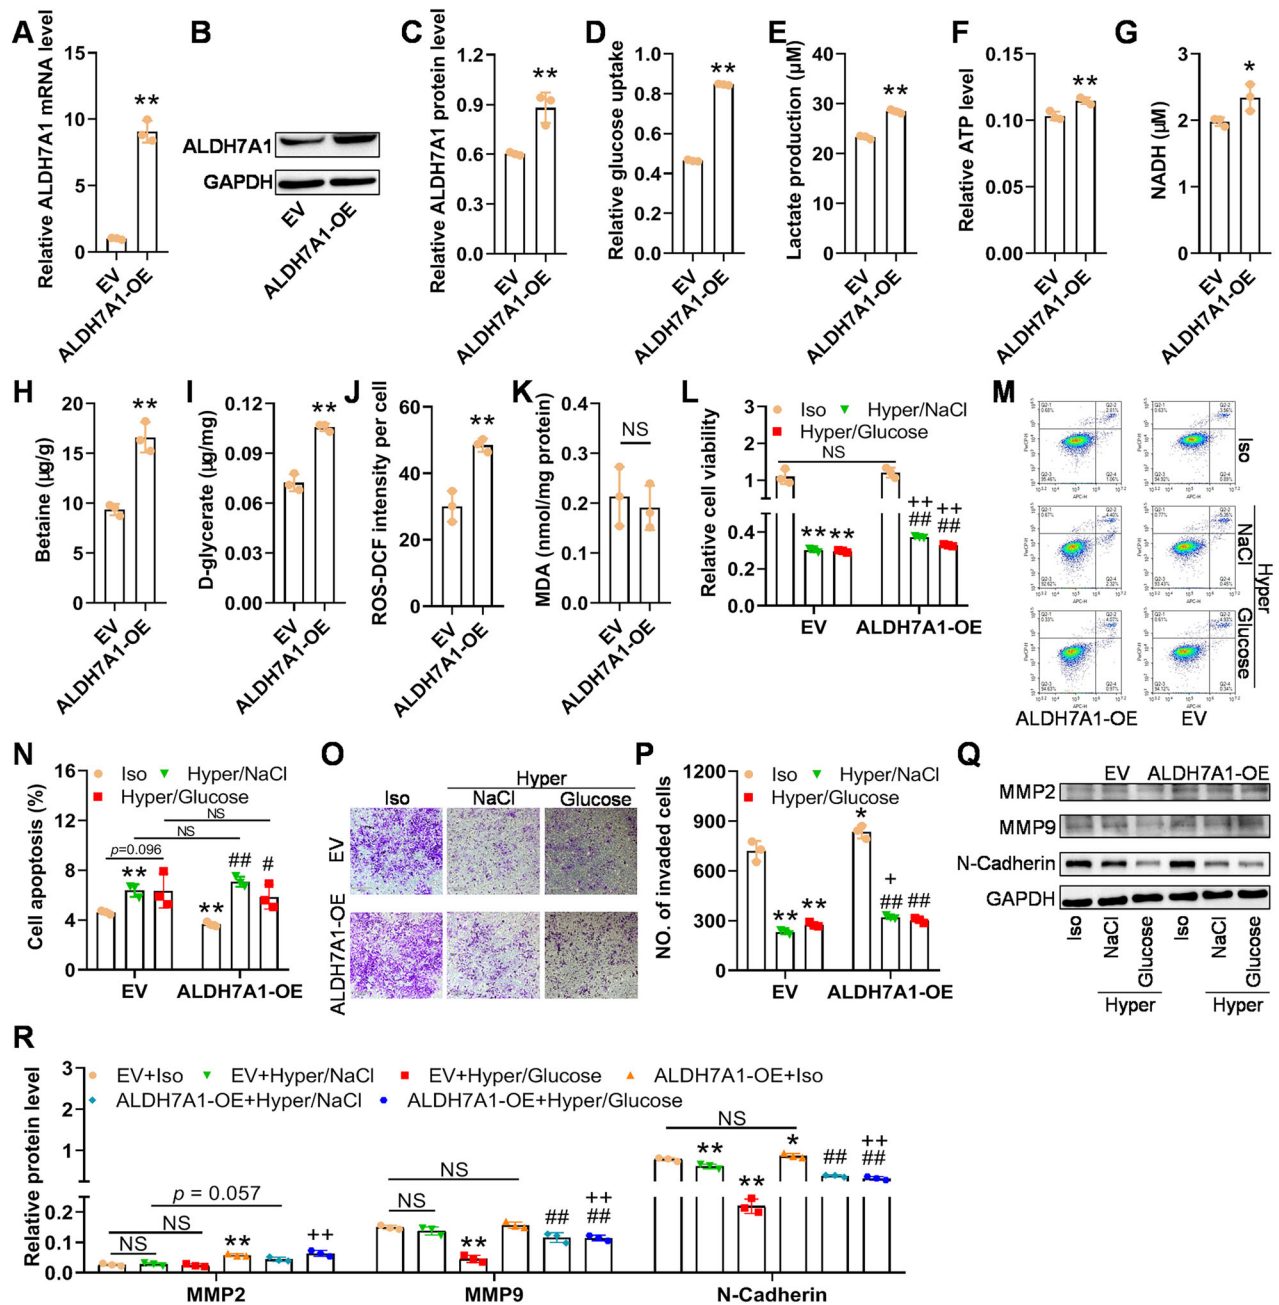 A
Relative ALDH7A1 mRNA level
15
10
5
0
**
EV
ALDH7A1-OE
B
ALDH7A1
GAPDH
EV
ALDH7A1-OE
C
Relative ALDH7A1 protein level
1.2
0.9
0.6
0.3
0.0
**
EV
ALDH7A1-OE
D
Relative glucose uptake
1.0
0.8
0.6
0.4
0.2
0.0
**
EV
ALDH7A1-OE
E
Lactate production (μM)
40
30
20
10
0
**
EV
ALDH7A1-OE
F
Relative ATP level
0.15
0.10
0.05
0.00
**
EV
ALDH7A1-OE
G
NADH (μM)
3
2
1
0
*
EV
ALDH7A1-OE
H
Betaine (μg/g)
20
15
10
5
0
**
EV
ALDH7A1-OE
I
D-glycerate (μg/mg)
0.12
0.09
0.06
0.03
0.00
**
EV
ALDH7A1-OE
J
ROS-DCF intensity per cell
60
40
20
0
**
EV
ALDH7A1-OE
K
MDA (nmol/mg protein)
0.4
0.3
0.2
0.1
0.0
NS
EV
ALDH7A1-OE
L
Relative cell viability
Iso Hyper/NaCl
Hyper/Glucose
3
2
1
0.4
0.2
0.0
NS
** **
++ ++
## ##
EV ALDH7A1-OE
M
Iso
NaCl
Glucose
Hyper
ALDH7A1-OE EV
N
Cell apoptosis (%)
16
12
8
4
0
Iso Hyper/NaCl
Hyper/Glucose
NS
NS
p=0.096
**
**
##
#
EV ALDH7A1-OE
O
Hyper
Iso NaCl Glucose
EV
ALDH7A1-OE
P
NO. of invaded cells
1200
900
600
300
0
Iso Hyper/NaCl
Hyper/Glucose
** **
*
+
## ##
EV ALDH7A1-OE
Q
EV ALDH7A1-OE
MMP2
MMP9
N-Cadherin
GAPDH
Iso NaCl Glucose Iso NaCl Glucose
Hyper Hyper
R
Relative protein level
3
2
1
0.2
0.1
0.0
EV+Iso EV+Hyper/NaCl EV+Hyper/Glucose ALDH7A1-OE+Iso
ALDH7A1-OE+Hyper/NaCl ALDH7A1-OE+Hyper/Glucose
p = 0.057
NS
NS
**
++
NS
NS
**
##
++
##
NS
**
**
*
##
++
##
MMP2 MMP9 N-Cadherin